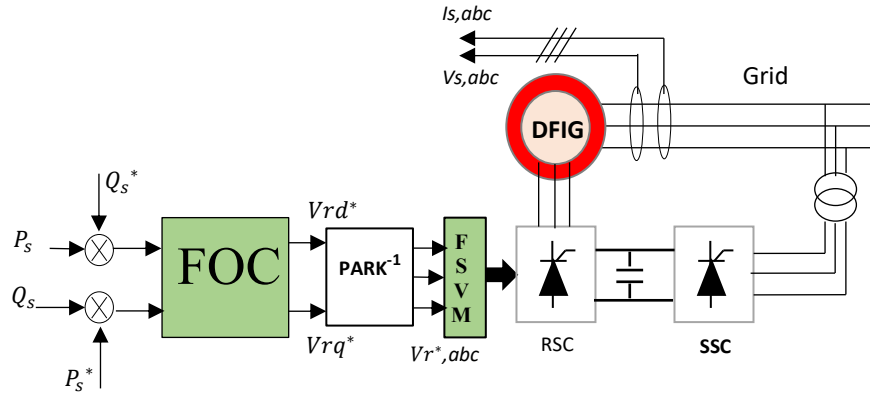 Is,abc
Vs,abc
Grid
DFIG
Qs*
Ps
Qs
Ps*
FOC
Vrd*
Vrq*
PARK-1
F
S
V
M
Vr*,abc
RSC
SSC